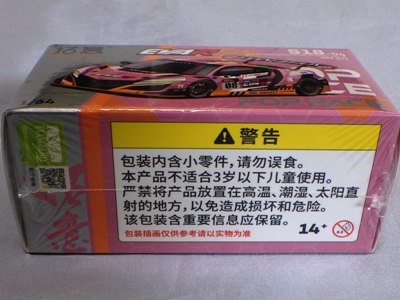 S18-04
08
1/64
警告
包装内含小零件，请勿误食。
本产品不适合3岁以下儿童使用。
严禁将产品放置在高温、潮湿、太阳直
射的地方，以免造成损坏和危险。
该包装含重要信息应保留。
包装插画仅供参考请以实物为准
14+